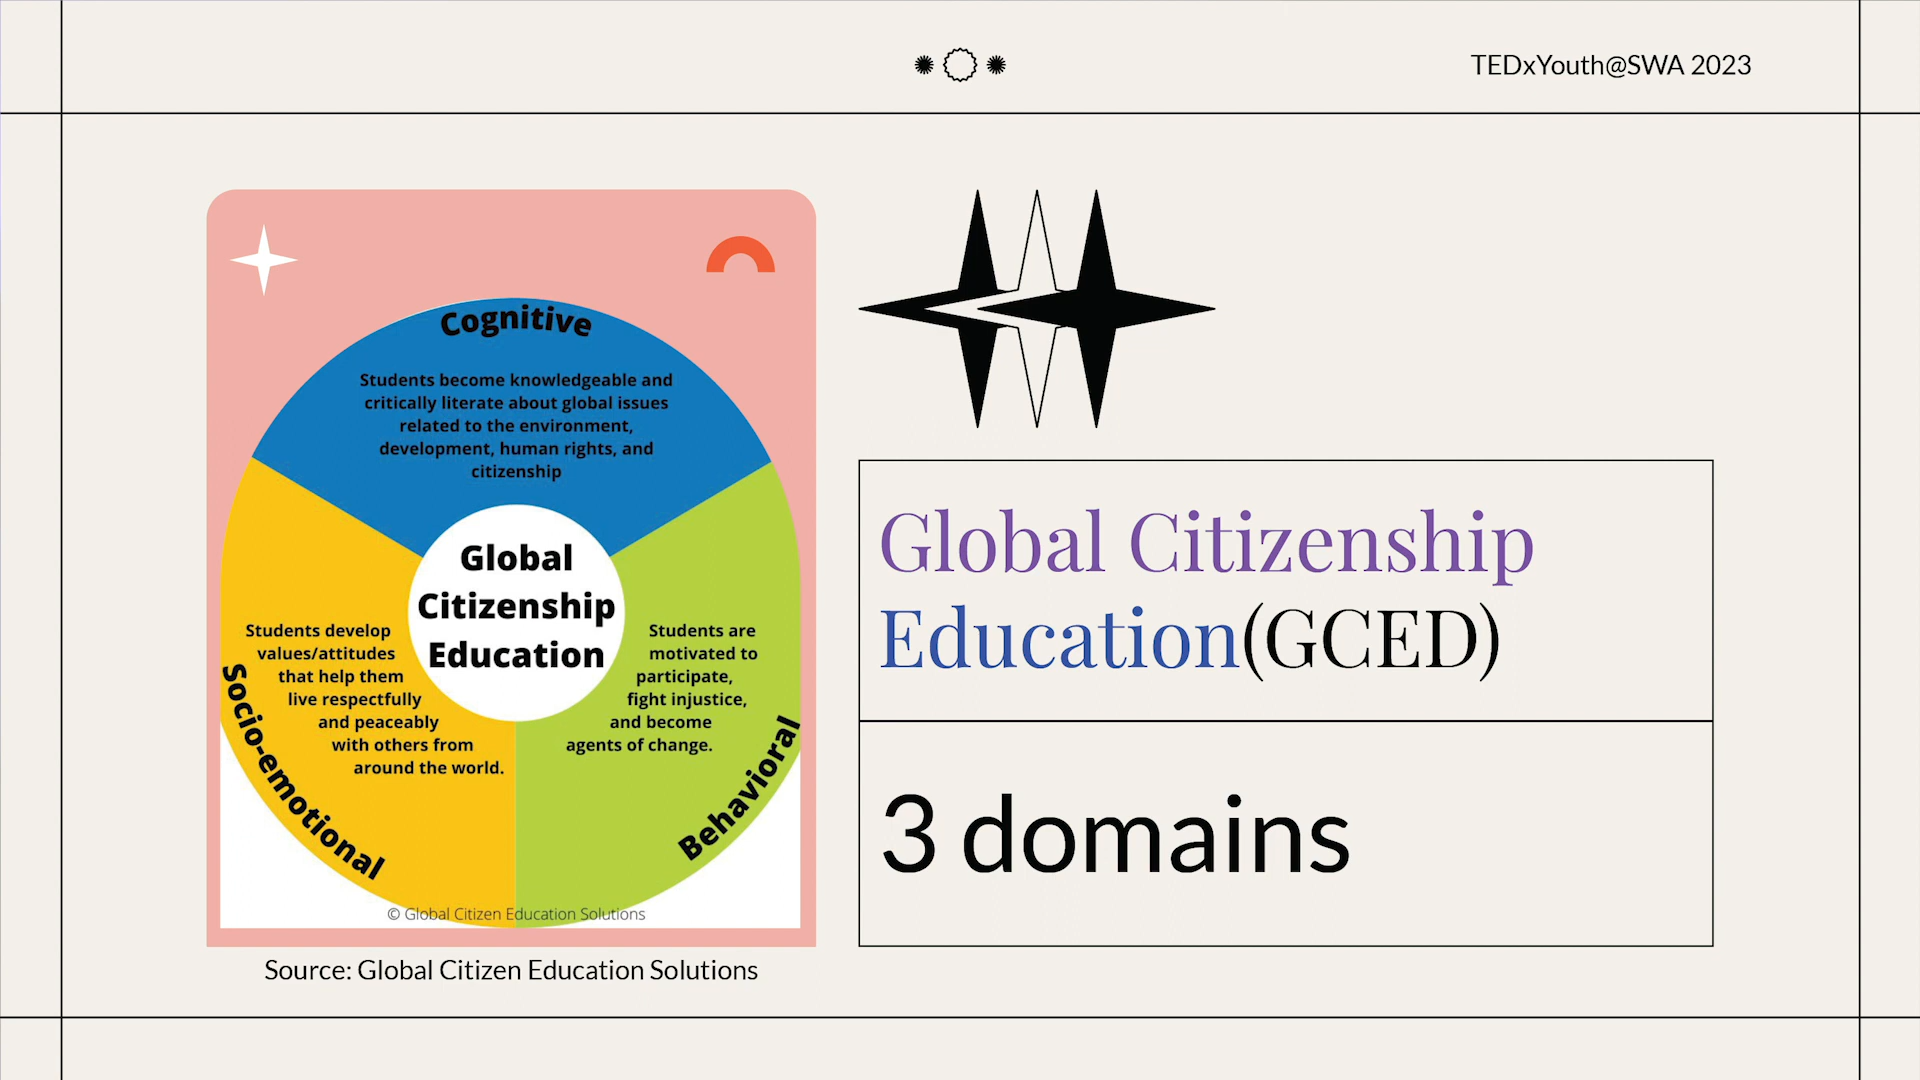 TEDxYouth@SWA 2023
Cognitive
Students become knowledgeable and
critically literate about global issues
related to the environment,
development, human rights, and
citizenship
Global
Citizenship
Education
Students develop
values/attitudes
that help them
live respectfully
and peaceably
with others from
around the world.
Socio-emotional
Students are
motivated to
participate,
fight injustice,
and become
agents of change.
Behavioral
© Global Citizen Education Solutions
Source: Global Citizen Education Solutions
Global Citizenship
Education(GCED)
3 domains